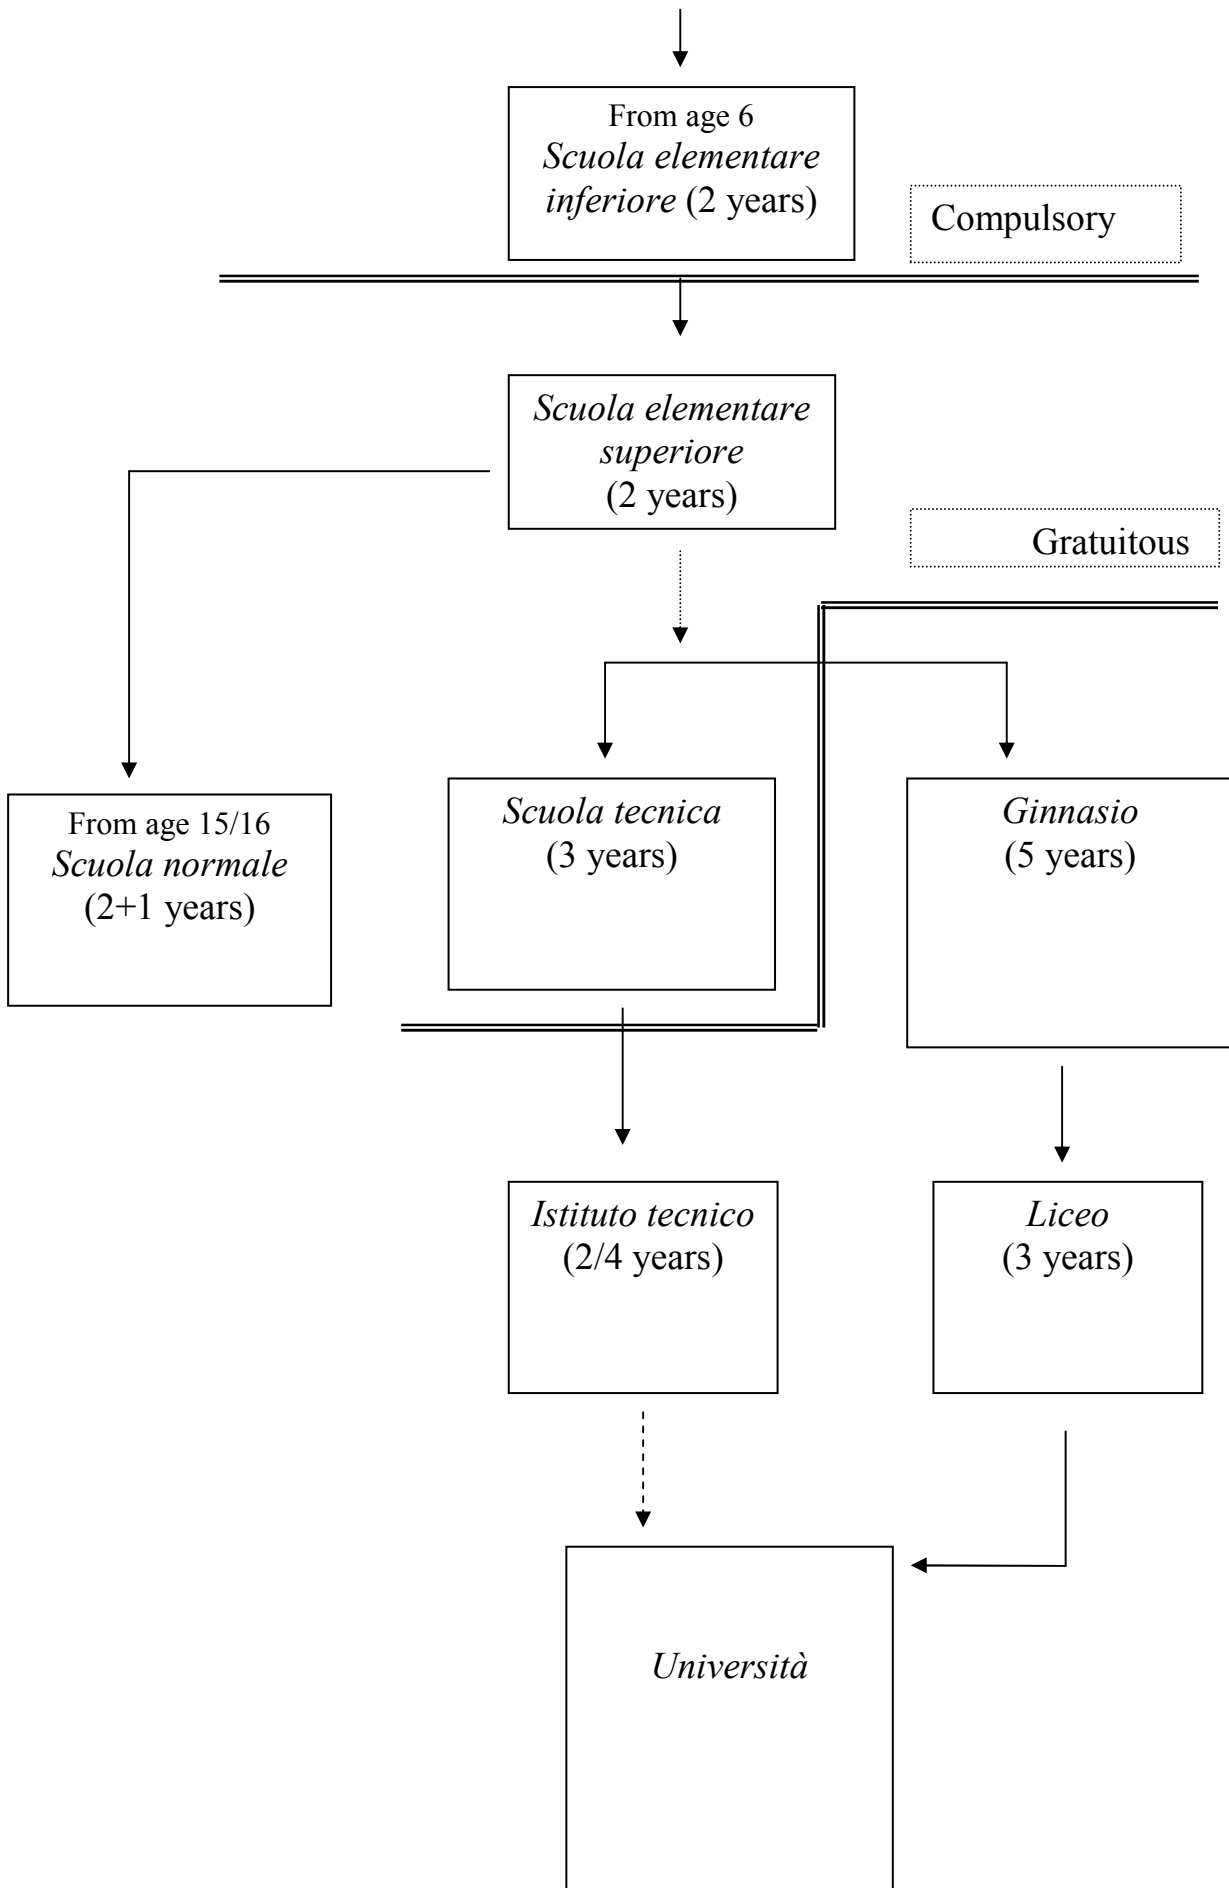 From age 6
Scuola elementare
inferiore (2 years)
Compulsory
Scuola elementare
superiore
(2 years)
Gratuitous
From age 15/16
Scuola normale
(2+1 years)
Scuola tecnica
(3 years)
Ginnasio
(5 years)
Istituto tecnico
(2/4 years)
Liceo
(3 years)
Università